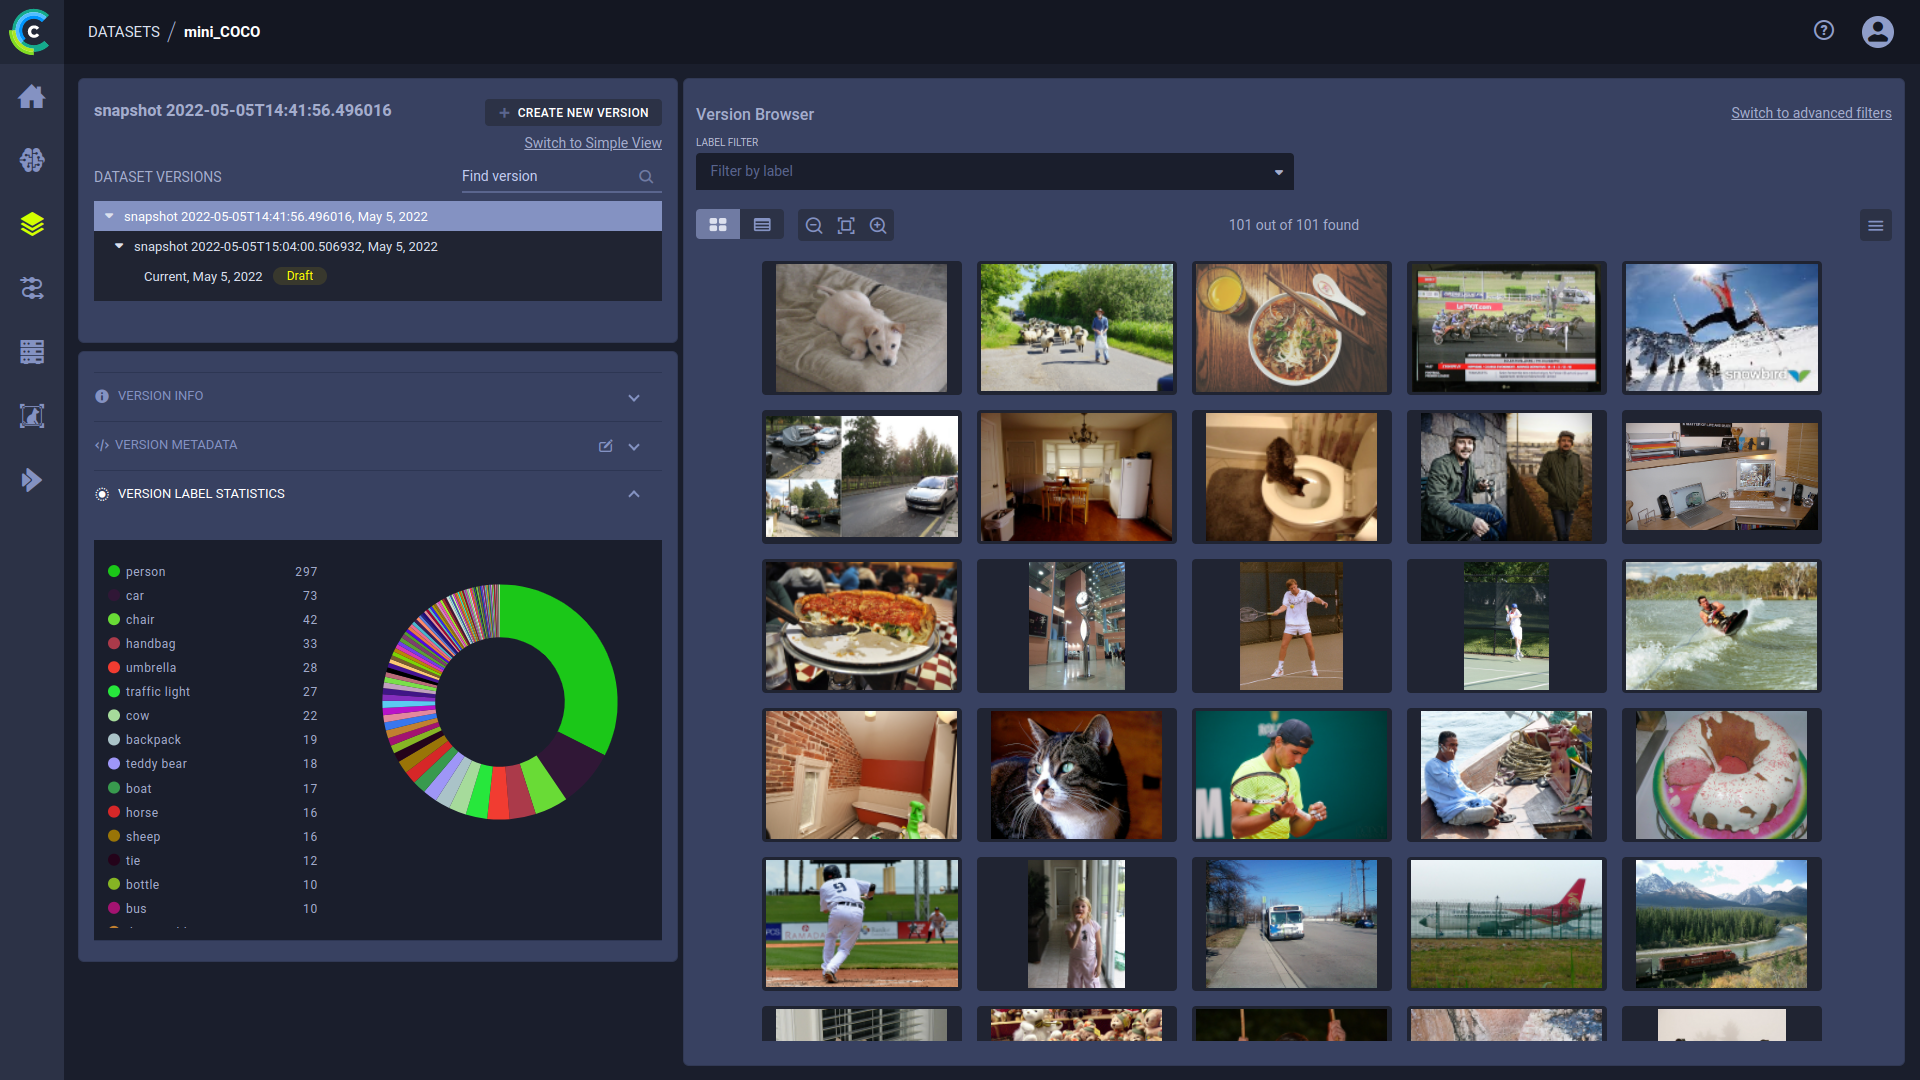 DATASETS / mini_COCO
snapshot 2022-05-05T14:41:56.496016
CREATE NEW VERSION
Switch to Simple View
DATASET VERSIONS
Find version
snapshot 2022-05-05T14:41:56.496016, May 5, 2022
snapshot 2022-05-05T15:04:00.506932, May 5, 2022
Current, May 5, 2022 Draft
VERSION INFO
VERSION METADATA
VERSION LABEL STATISTICS
person 297
car 73
chair 42
handbag 33
umbrella 28
traffic light 27
cow 22
backpack 19
teddy bear 18
boat 17
horse 16
sheep 16
tie 12
bottle 10
bus 10
Version Browser
Switch to advanced filters
LABEL FILTER
Filter by label
101 out of 101 found
snowbird
M
9